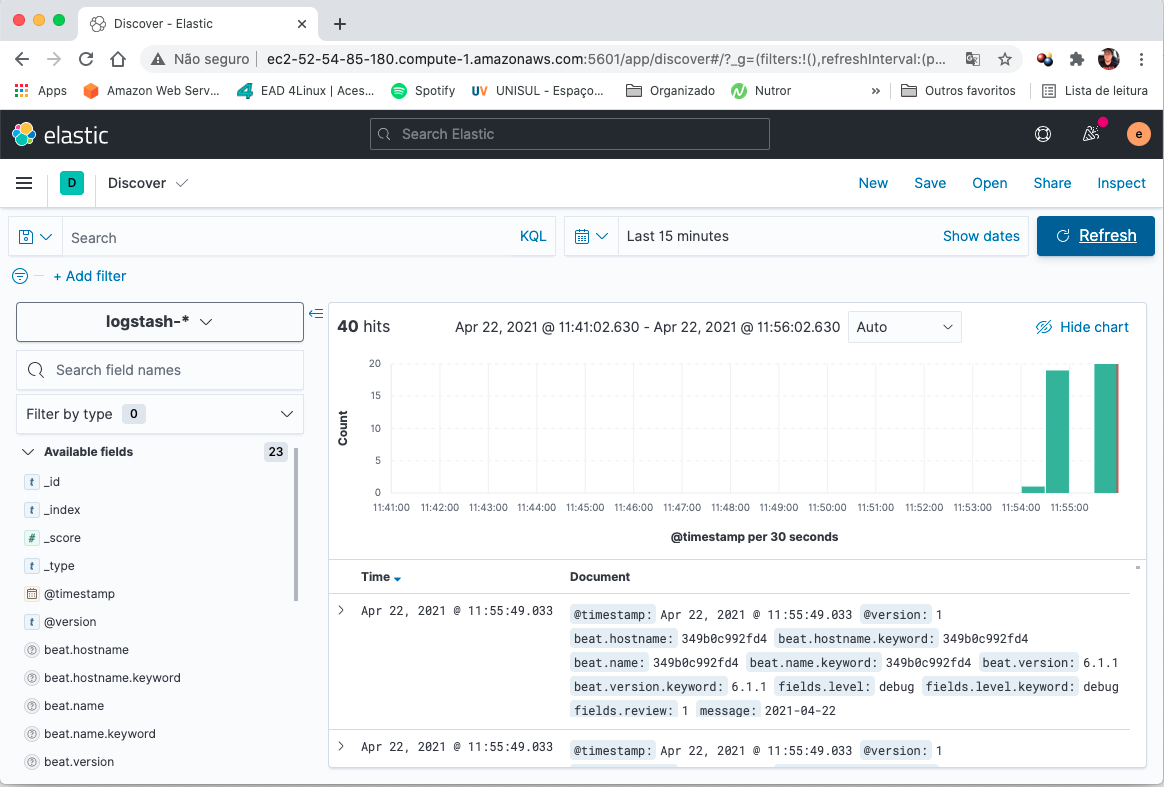 Discover - Elastic
Não seguro ec2-52-54-85-180.compute-1.amazonaws.com:5601/app/discover#/?_g=(filters:!(),refreshInterval:(p...
Apps Amazon Web Serv... EAD 4Linux | Aces... Spotify UNISUL - Espaço... Organizado Nutror » Outros favoritos Lista de leitura
elastic Search Elastic e
D Discover New Save Open Share Inspect
Search KQL Last 15 minutes Show dates Refresh
+ Add filter
logstash-*
40 hits Apr 22, 2021 @ 11:41:02.630 - Apr 22, 2021 @ 11:56:02.630 Auto Hide chart
Search field names
Filter by type 0
Available fields 23
t _id
t _index
# _score
t _type
@timestamp
t @version
? beat.hostname
? beat.hostname.keyword
? beat.name
? beat.name.keyword
? beat.version
Count
20
15
10
5
0
11:41:00 11:42:00 11:43:00 11:44:00 11:45:00 11:46:00 11:47:00 11:48:00 11:49:00 11:50:00 11:51:00 11:52:00 11:53:00 11:54:00 11:55:00
@timestamp per 30 seconds
Time Document
Apr 22, 2021 @ 11:55:49.033 @timestamp: Apr 22, 2021 @ 11:55:49.033 @version: 1
beat.hostname: 349b0c992fd4 beat.hostname.keyword: 349b0c992fd4
beat.name: 349b0c992fd4 beat.name.keyword: 349b0c992fd4 beat.version: 6.1.1
beat.version.keyword: 6.1.1 fields.level: debug fields.level.keyword: debug
fields.review: 1 message: 2021-04-22
Apr 22, 2021 @ 11:55:49.033 @timestamp: Apr 22, 2021 @ 11:55:49.033 @version: 1